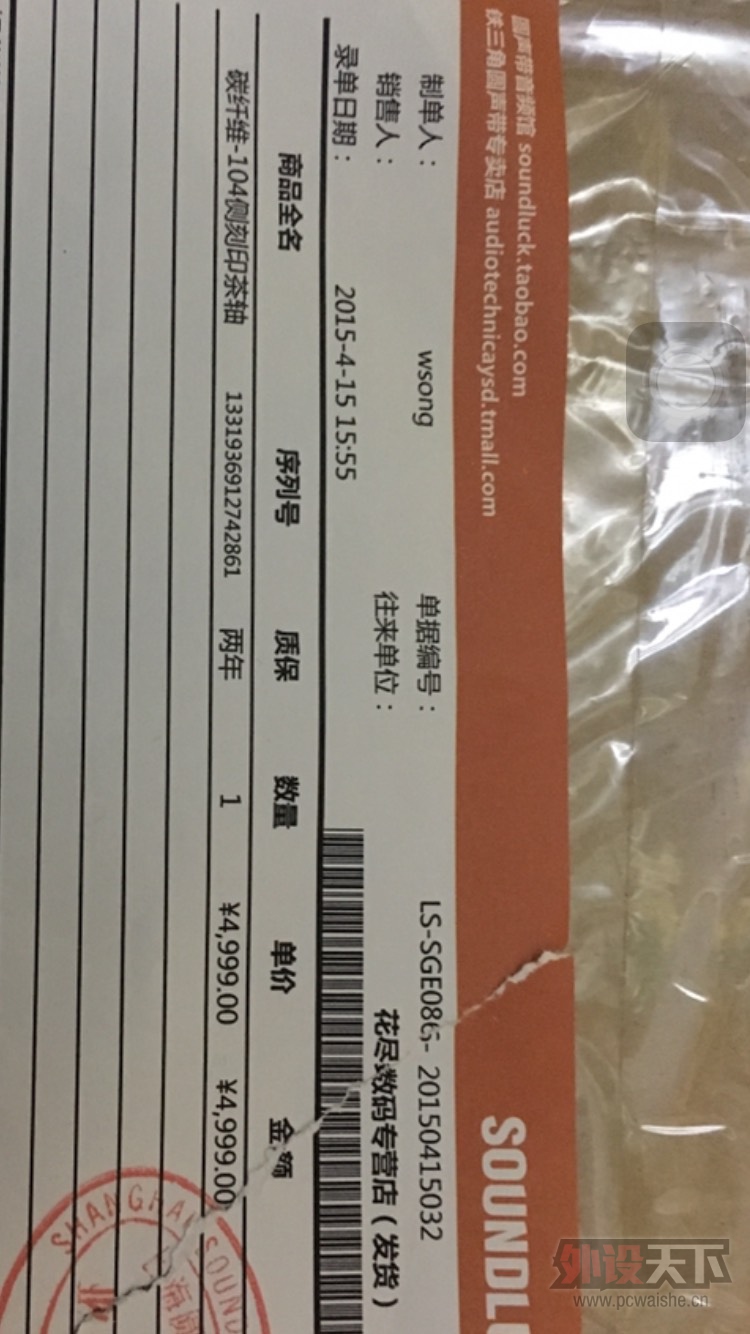 圆声带音频馆 soundluck.taobao.com
铁三角圆声带专卖店 audiotechnicaysd.tmall.com
SOUNDL
制单人： wsong 单据编号： LS-SGE086- 20150415032
销售人： 往来单位： 花尽数码专营店（发货）
录单日期： 2015-4-15 15:55
商品全名 序列号 质保 数量 单价 金额
碳纤维-104侧刻印茶轴 1331936912742861 两年 1 ¥4,999.00 ¥4,999.00
SHANGHAI SOUND
外设天下
www.pcwaishe.cn